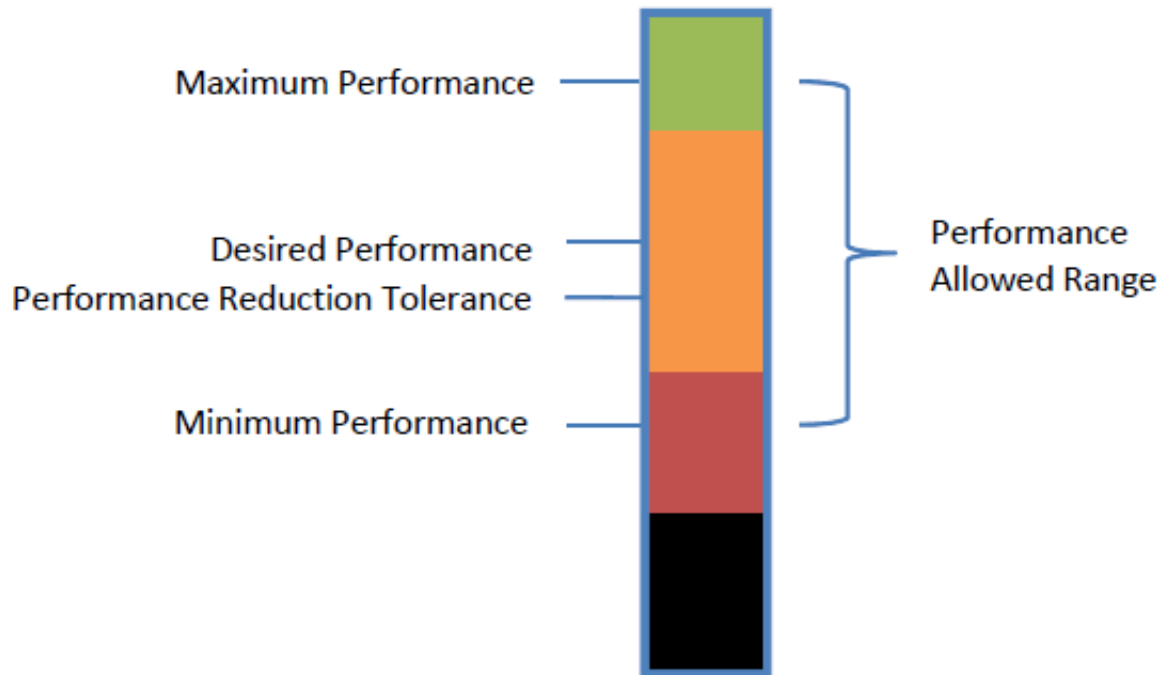 Maximum Performance
Desired Performance
Performance Reduction Tolerance
Minimum Performance
Performance
Allowed Range